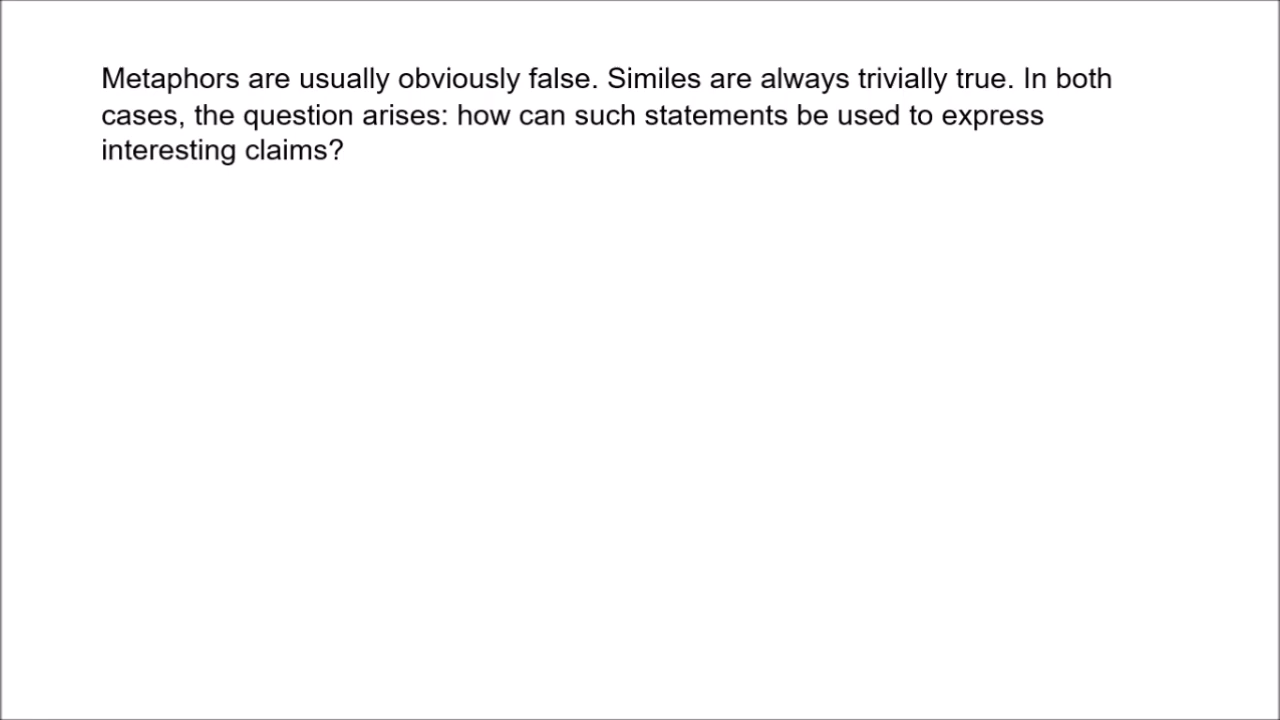 Metaphors are usually obviously false. Similes are always trivially true. In both
cases, the question arises: how can such statements be used to express
interesting claims?